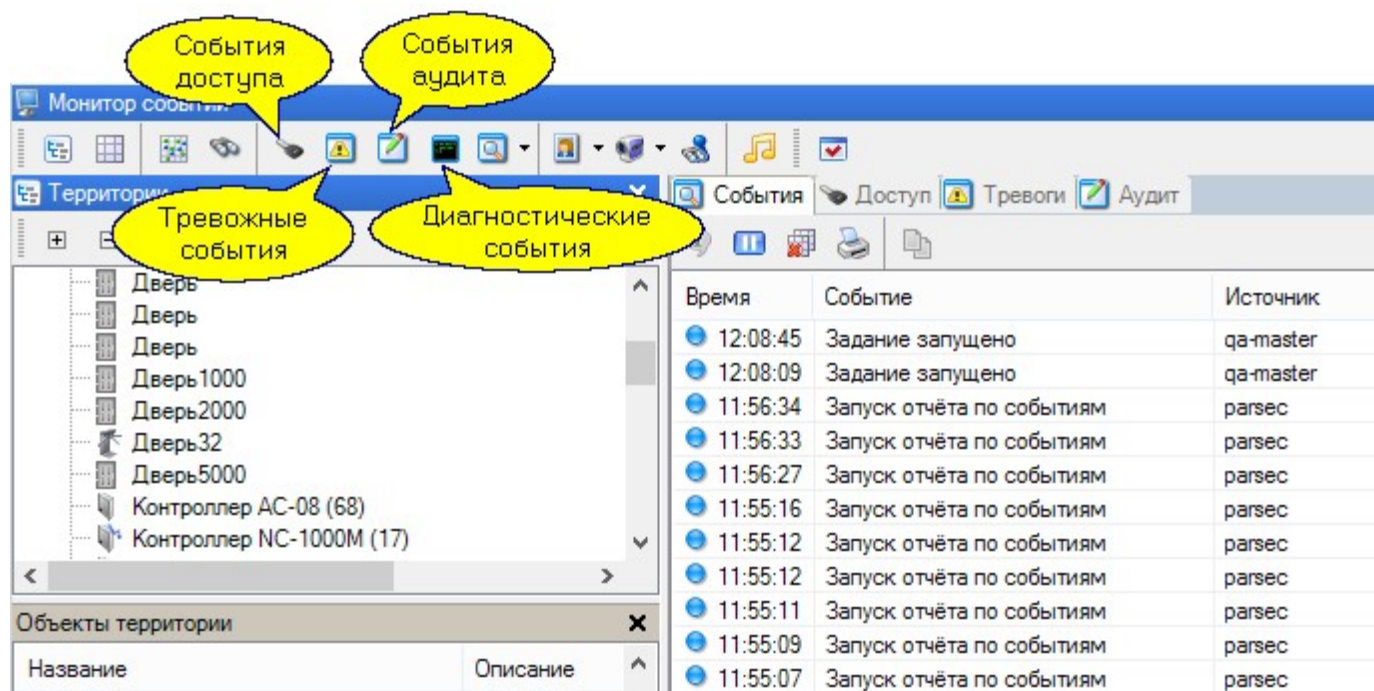 События
доступа
События
аудита
Монитор событий
Тревожные
события
Диагностические
события
Территории
События Доступ Тревоги Аудит
Дверь
Дверь
Дверь
Дверь1000
Дверь2000
Дверь32
Дверь5000
Контроллер AC-08 (68)
Контроллер NC-1000M (17)
Объекты территории
Название Описание
Время Событие Источник
12:08:45 Задание запущено qa-master
12:08:09 Задание запущено qa-master
11:56:34 Запуск отчёта по событиям parsec
11:56:33 Запуск отчёта по событиям parsec
11:56:27 Запуск отчёта по событиям parsec
11:55:16 Запуск отчёта по событиям parsec
11:55:12 Запуск отчёта по событиям parsec
11:55:12 Запуск отчёта по событиям parsec
11:55:11 Запуск отчёта по событиям parsec
11:55:09 Запуск отчёта по событиям parsec
11:55:07 Запуск отчёта по событиям parsec